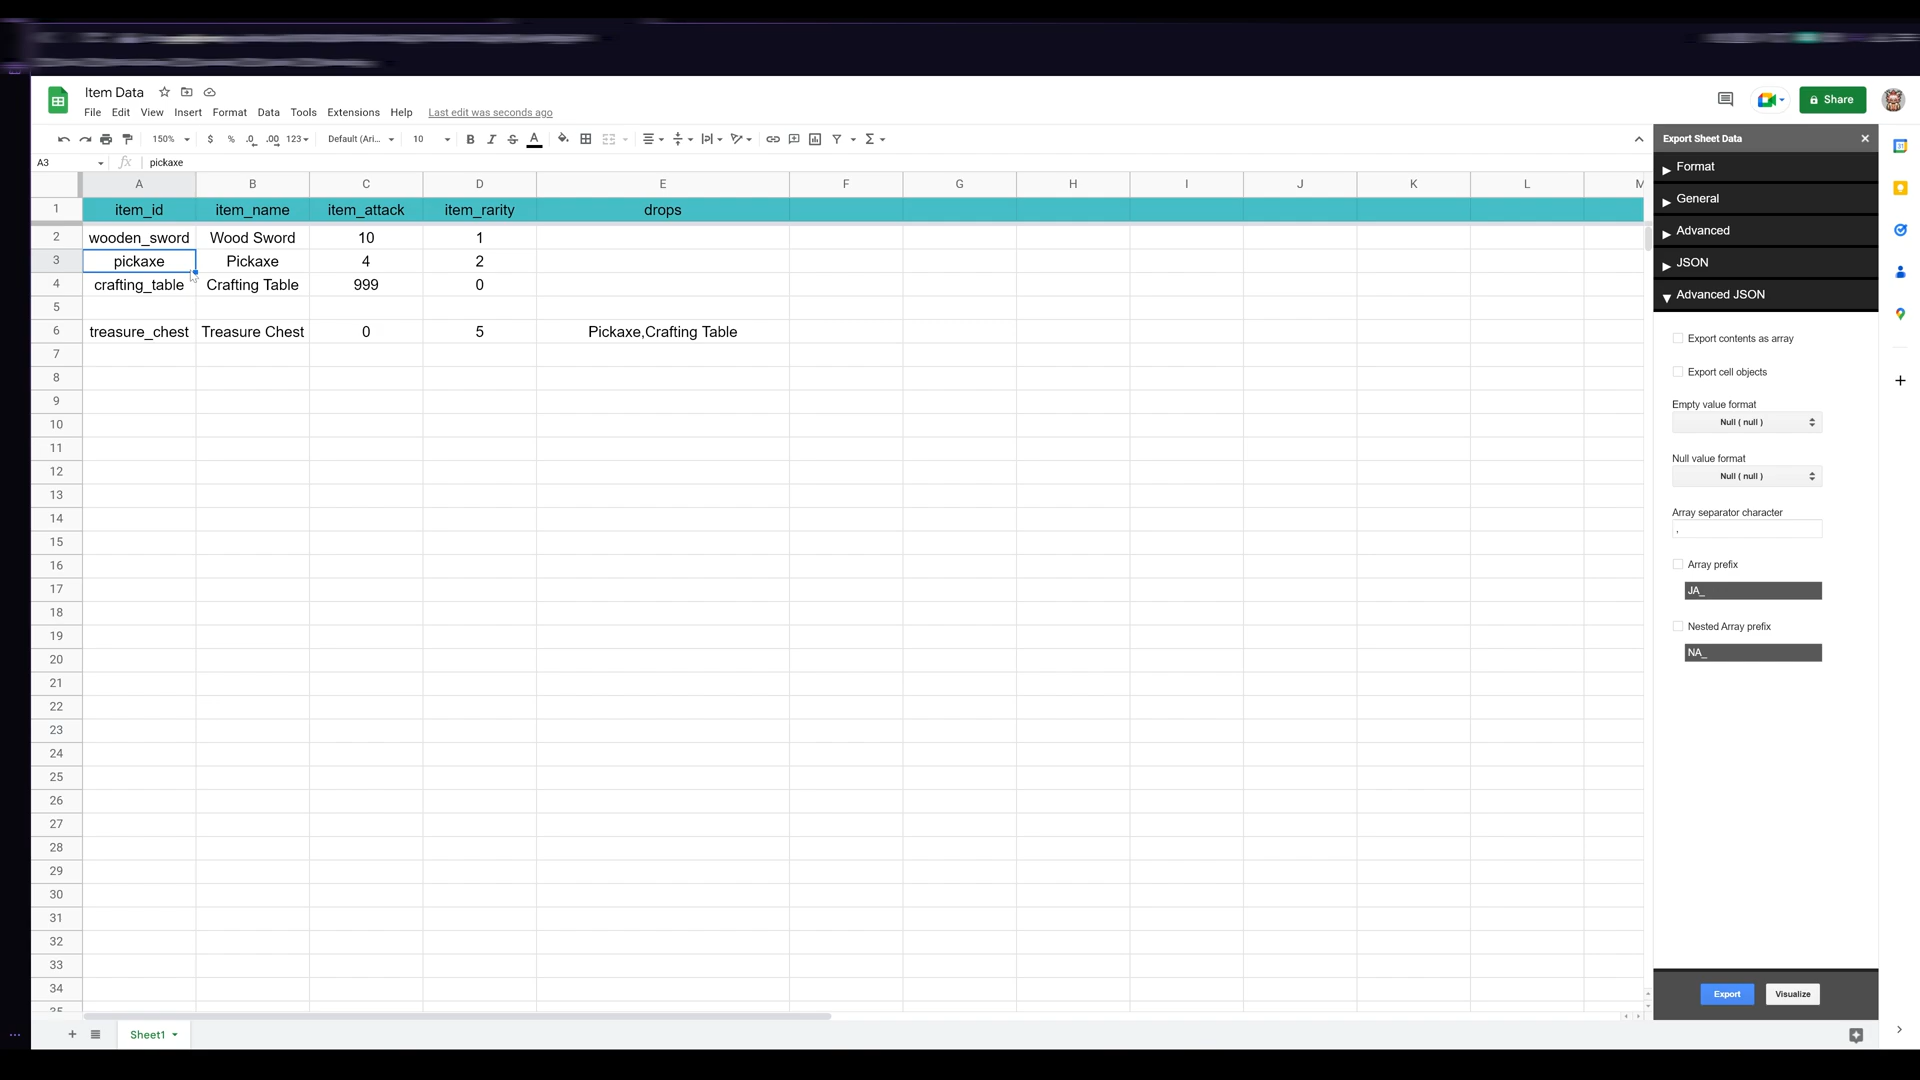 Item Data
File Edit View Insert Format Data Tools Extensions Help Last edit was seconds ago
Share
150% $ % .0 .00 123 Default (Ari... 10 B I S A
Export Sheet Data
A3 fx pickaxe
A B C D E F G H I J K L M
1 item_id item_name item_attack item_rarity drops
2 wooden_sword Wood Sword 10 1
3 pickaxe Pickaxe 4 2
4 crafting_table Crafting Table 999 0
5
6 treasure_chest Treasure Chest 0 5 Pickaxe,Crafting Table
7
8
9
10
11
12
13
14
15
16
17
18
19
20
21
22
23
24
25
26
27
28
29
30
31
32
33
34
35
Format
General
Advanced
JSON
Advanced JSON
Export contents as array
Export cell objects
Empty value format
Null ( null )
Null value format
Null ( null )
Array separator character
,
Array prefix
JA_
Nested Array prefix
NA_
Export Visualize
Sheet1
31